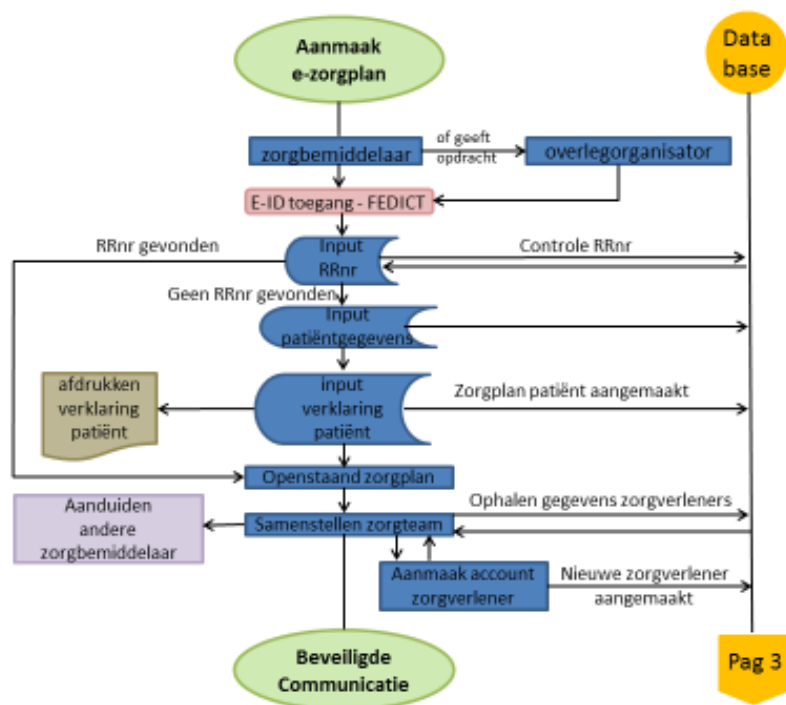 Aanmaak
e-zorgplan
Data
base
zorgbemiddelaar
of geeft
opdracht
overlegorganisator
E-ID toegang - FEDICT
RRnr gevonden
Input
RRnr
Controle RRnr
Geen RRnr gevonden
Input
patiëntgegevens
afdrukken
verklaring
patiënt
input
verklaring
patiënt
Zorgplan patiënt aangemaakt
Openstaand zorgplan
Aanduiden
andere
zorgbemiddelaar
Samenstellen zorgteam
Ophalen gegevens zorgverleners
Aanmaak account
zorgverlener
Nieuwe zorgverlener
aangemaakt
Beveiligde
Communicatie
Pag 3